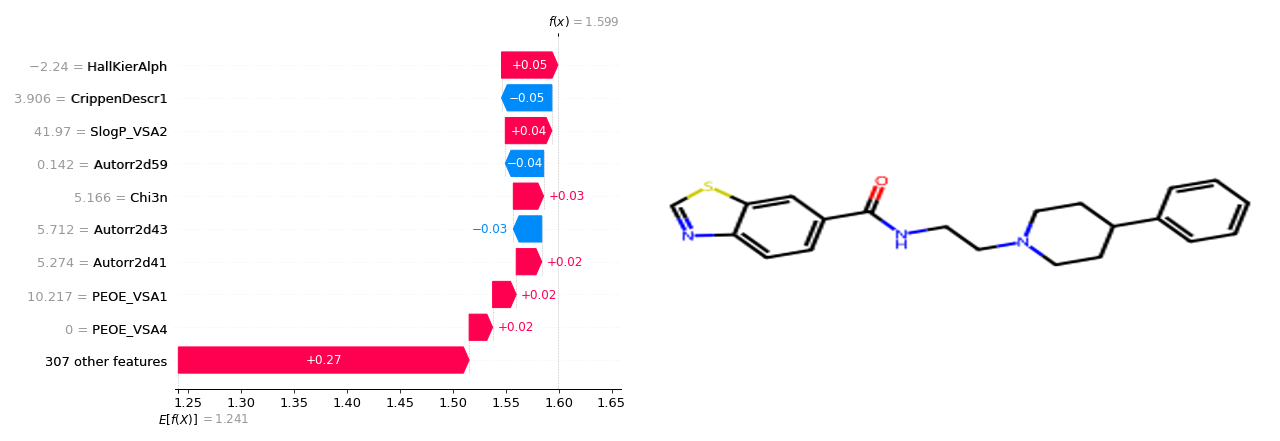 f(x) = 1.599
−2.24 = HallKierAlph
+0.05
3.906 = CrippenDescr1
−0.05
41.97 = SlogP_VSA2
+0.04
0.142 = Autorr2d59
−0.04
5.166 = Chi3n
+0.03
5.712 = Autorr2d43
−0.03
5.274 = Autorr2d41
+0.02
10.217 = PEOE_VSA1
+0.02
0 = PEOE_VSA4
+0.02
307 other features
+0.27
1.25 1.30 1.35 1.40 1.45 1.50 1.55 1.60 1.65
E[f(X)] = 1.241
S
N
O
N
H
N